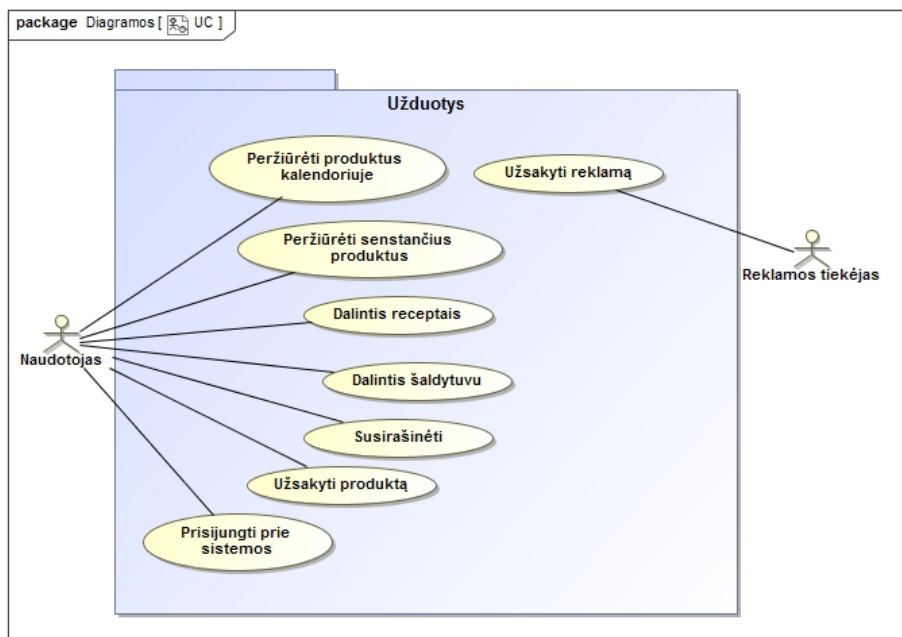 package Diagramos [ UC ]
Užduotys
Peržiūrėti produktus
kalendoriuje
Užsakyti reklamą
Peržiūrėti senstančius
produktus
Reklamos tiekėjas
Dalintis receptais
Naudotojas
Dalintis šaldytuvu
Susirašinėti
Užsakyti produktą
Prisijungti prie
sistemos